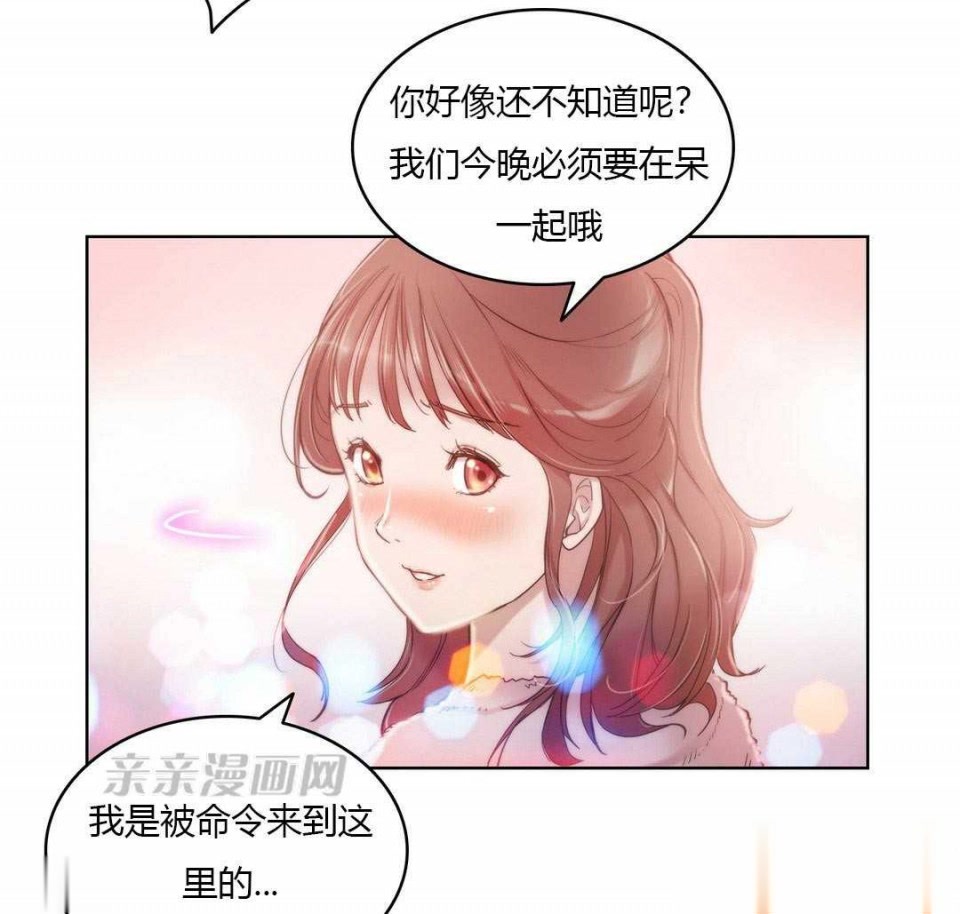 你好像还不知道呢?
我们今晚必须要在呆
一起哦
亲亲漫画网
我是被命令来到这
里的...